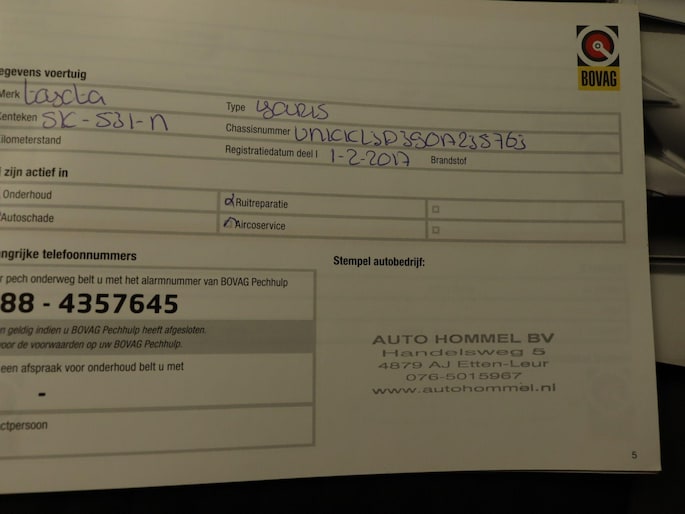 BOVAG
egevens voertuig
Merk Toyota
Type yaris
Kenteken SK-531-N
Chassisnummer VNKKL3D390A238763
Kilometerstand
Registratiedatum deel I 1-2-2017 Brandstof
zijn actief in
Onderhoud
Ruitreparatie
Autoschade
Aircoservice
ngrijke telefoonnummers
Stempel autobedrijf:
r pech onderweg belt u met het alarmnummer van BOVAG Pechhulp
88 - 4357645
n geldig indien u BOVAG Pechhulp heeft afgesloten.
oor de voorwaarden op uw BOVAG Pechhulp.
een afspraak voor onderhoud belt u met
-
ctpersoon
AUTO HOMMEL BV
Handelsweg 5
4879 AJ Etten-Leur
076-5015967
www.autohommel.nl
5